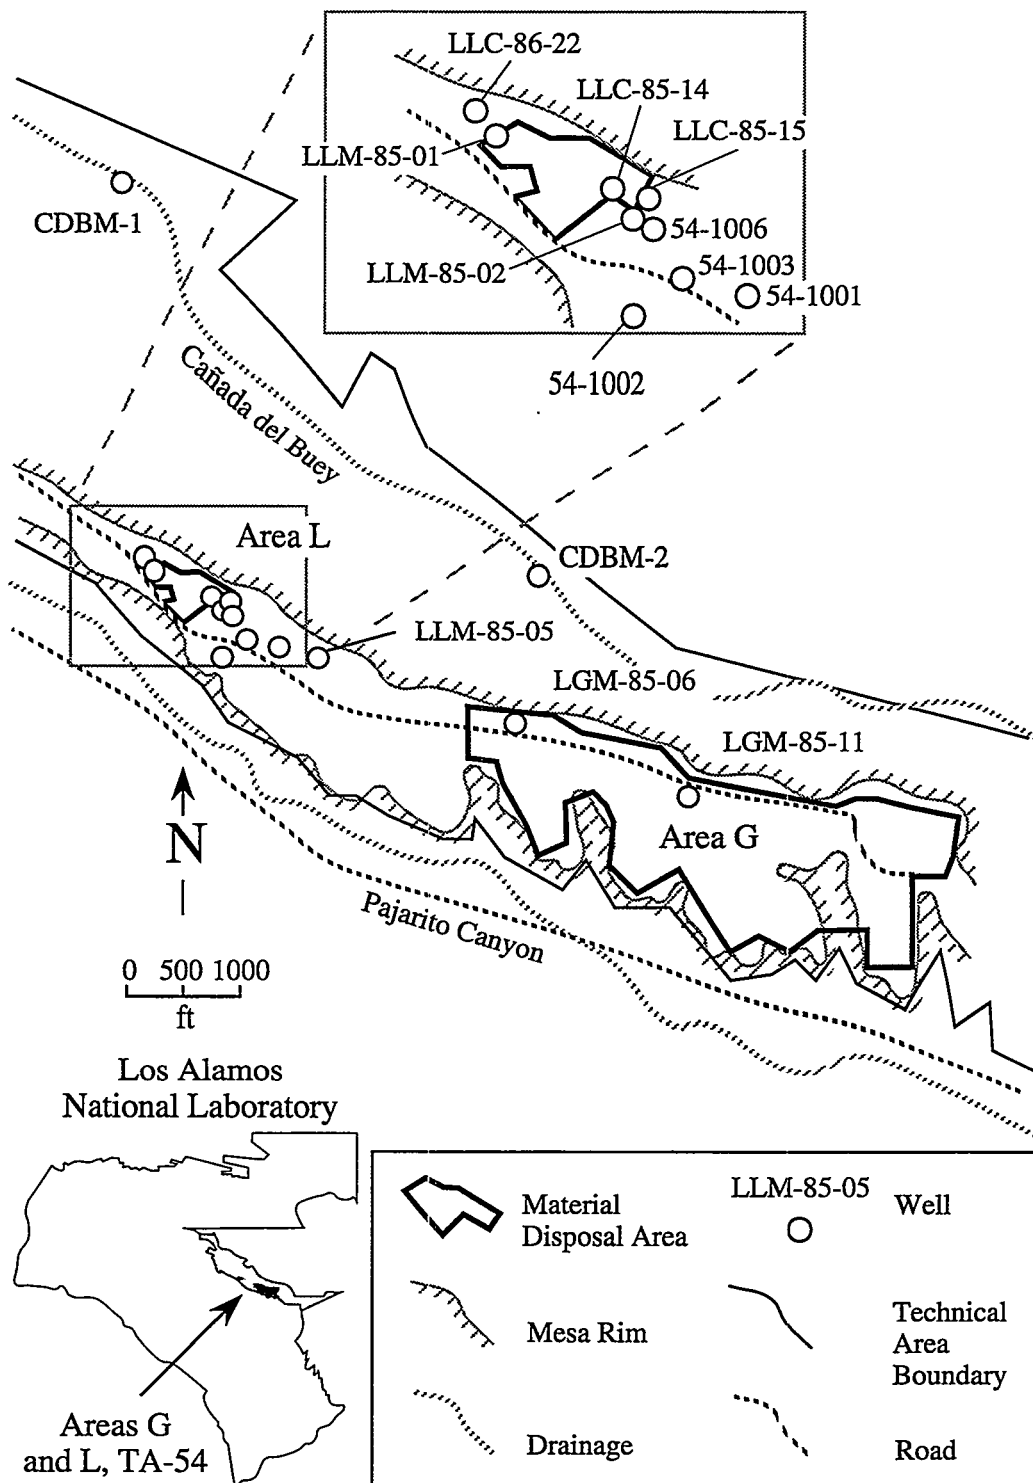 LLC-86-22
LLC-85-14
LLC-85-15
LLM-85-01
CDBM-1
54-1006
LLM-85-02
54-1003
54-1001
54-1002
Cañada del Buey
Area L
CDBM-2
LLM-85-05
LGM-85-06
LGM-85-11
Area G
N
Pajarito Canyon
0 500 1000
ft
Los Alamos
National Laboratory
Areas G
and L, TA-54
Material
Disposal Area
LLM-85-05
Well
Mesa Rim
Technical
Area
Boundary
Drainage
Road